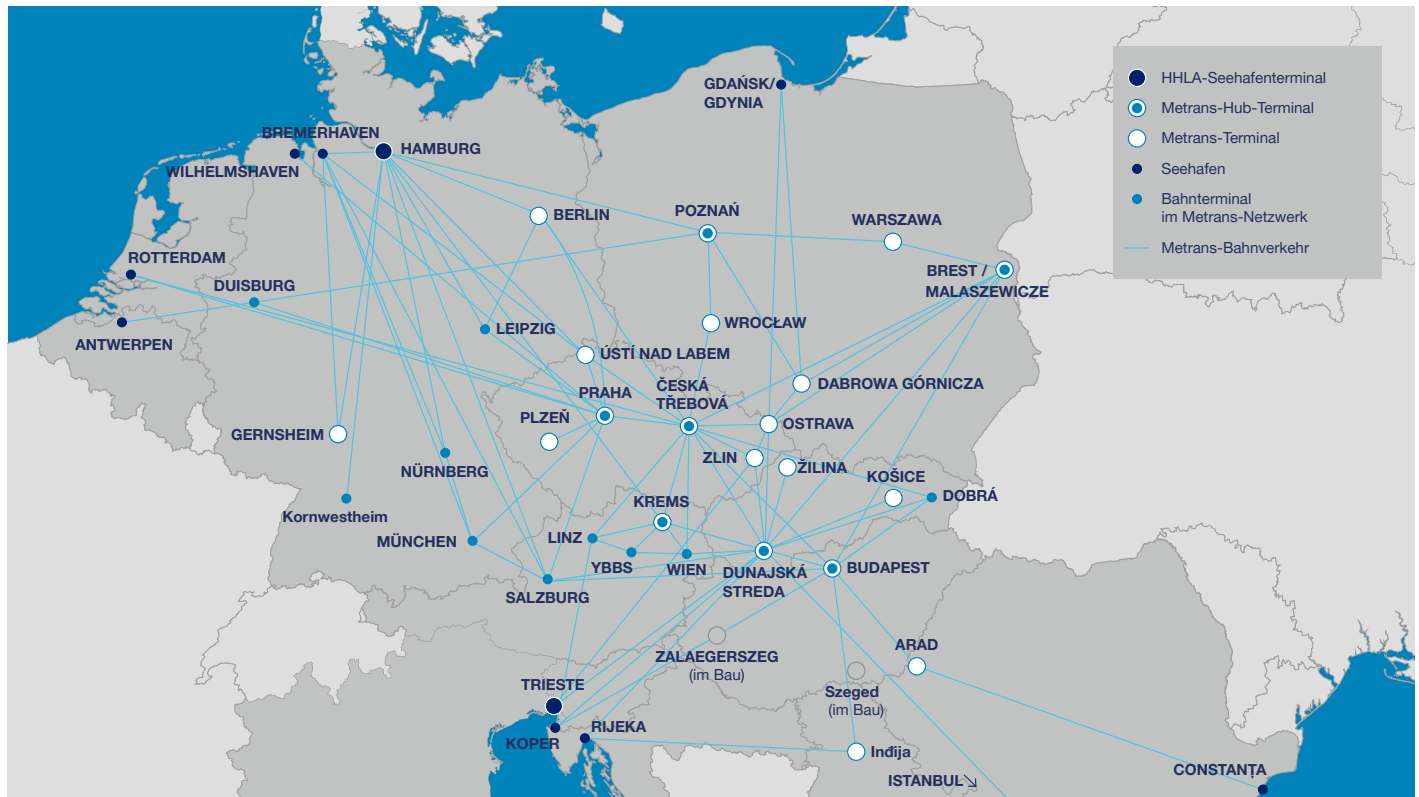 GDAŃSK/
GDYNIA
HHLA-Seehafenterminal
Metrans-Hub-Terminal
Metrans-Terminal
Seehafen
Bahnterminal
im Metrans-Netzwerk
Metrans-Bahnverkehr
BREMERHAVEN
HAMBURG
WILHELMSHAVEN
BERLIN
POZNAŃ
WARSZAWA
ROTTERDAM
DUISBURG
BREST /
MALASZEWICZE
ANTWERPEN
LEIPZIG
WROCŁAW
ÚSTÍ NAD LABEM
PRAHA
ČESKÁ
TŘEBOVÁ
DABROWA GÓRNICZA
PLZEŇ
OSTRAVA
GERNSHEIM
NÜRNBERG
ZLIN
ŽILINA
KOŠICE
DOBRÁ
Kornwestheim
KREMS
MÜNCHEN
LINZ
YBBS
WIEN
DUNAJSKÁ
STREDA
BUDAPEST
SALZBURG
ZALAEGERSZEG
(im Bau)
ARAD
TRIESTE
Szeged
(im Bau)
KOPER
RIJEKA
Inđija
ISTANBUL
CONSTANȚA